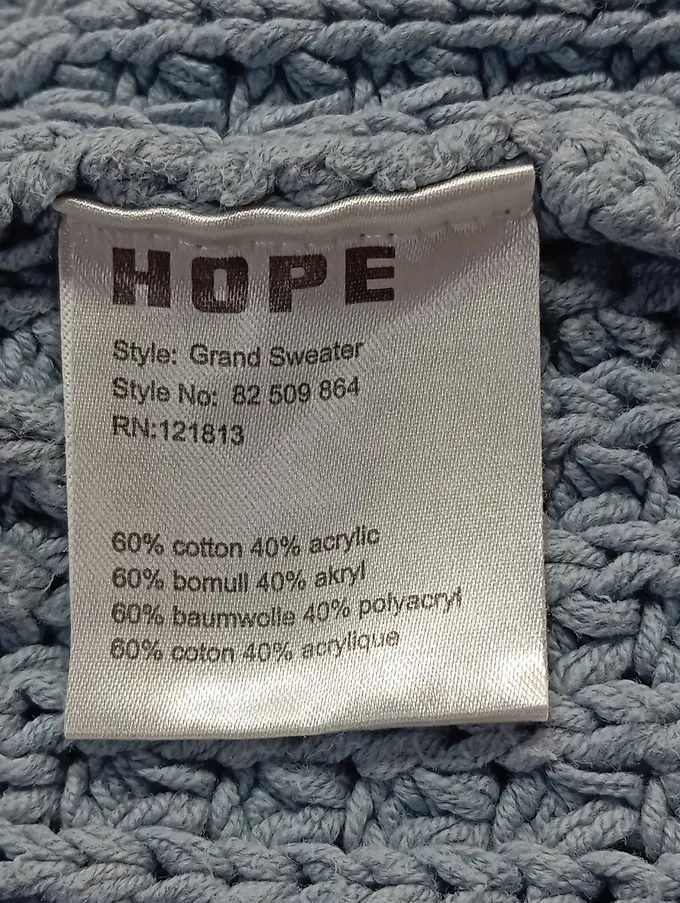 HOPE
Style: Grand Sweater
Style No: 82 509 864
RN:121813
60% cotton 40% acrylic
60% bomull 40% akryl
60% baumwolle 40% polyacryl
60% coton 40% acrylique